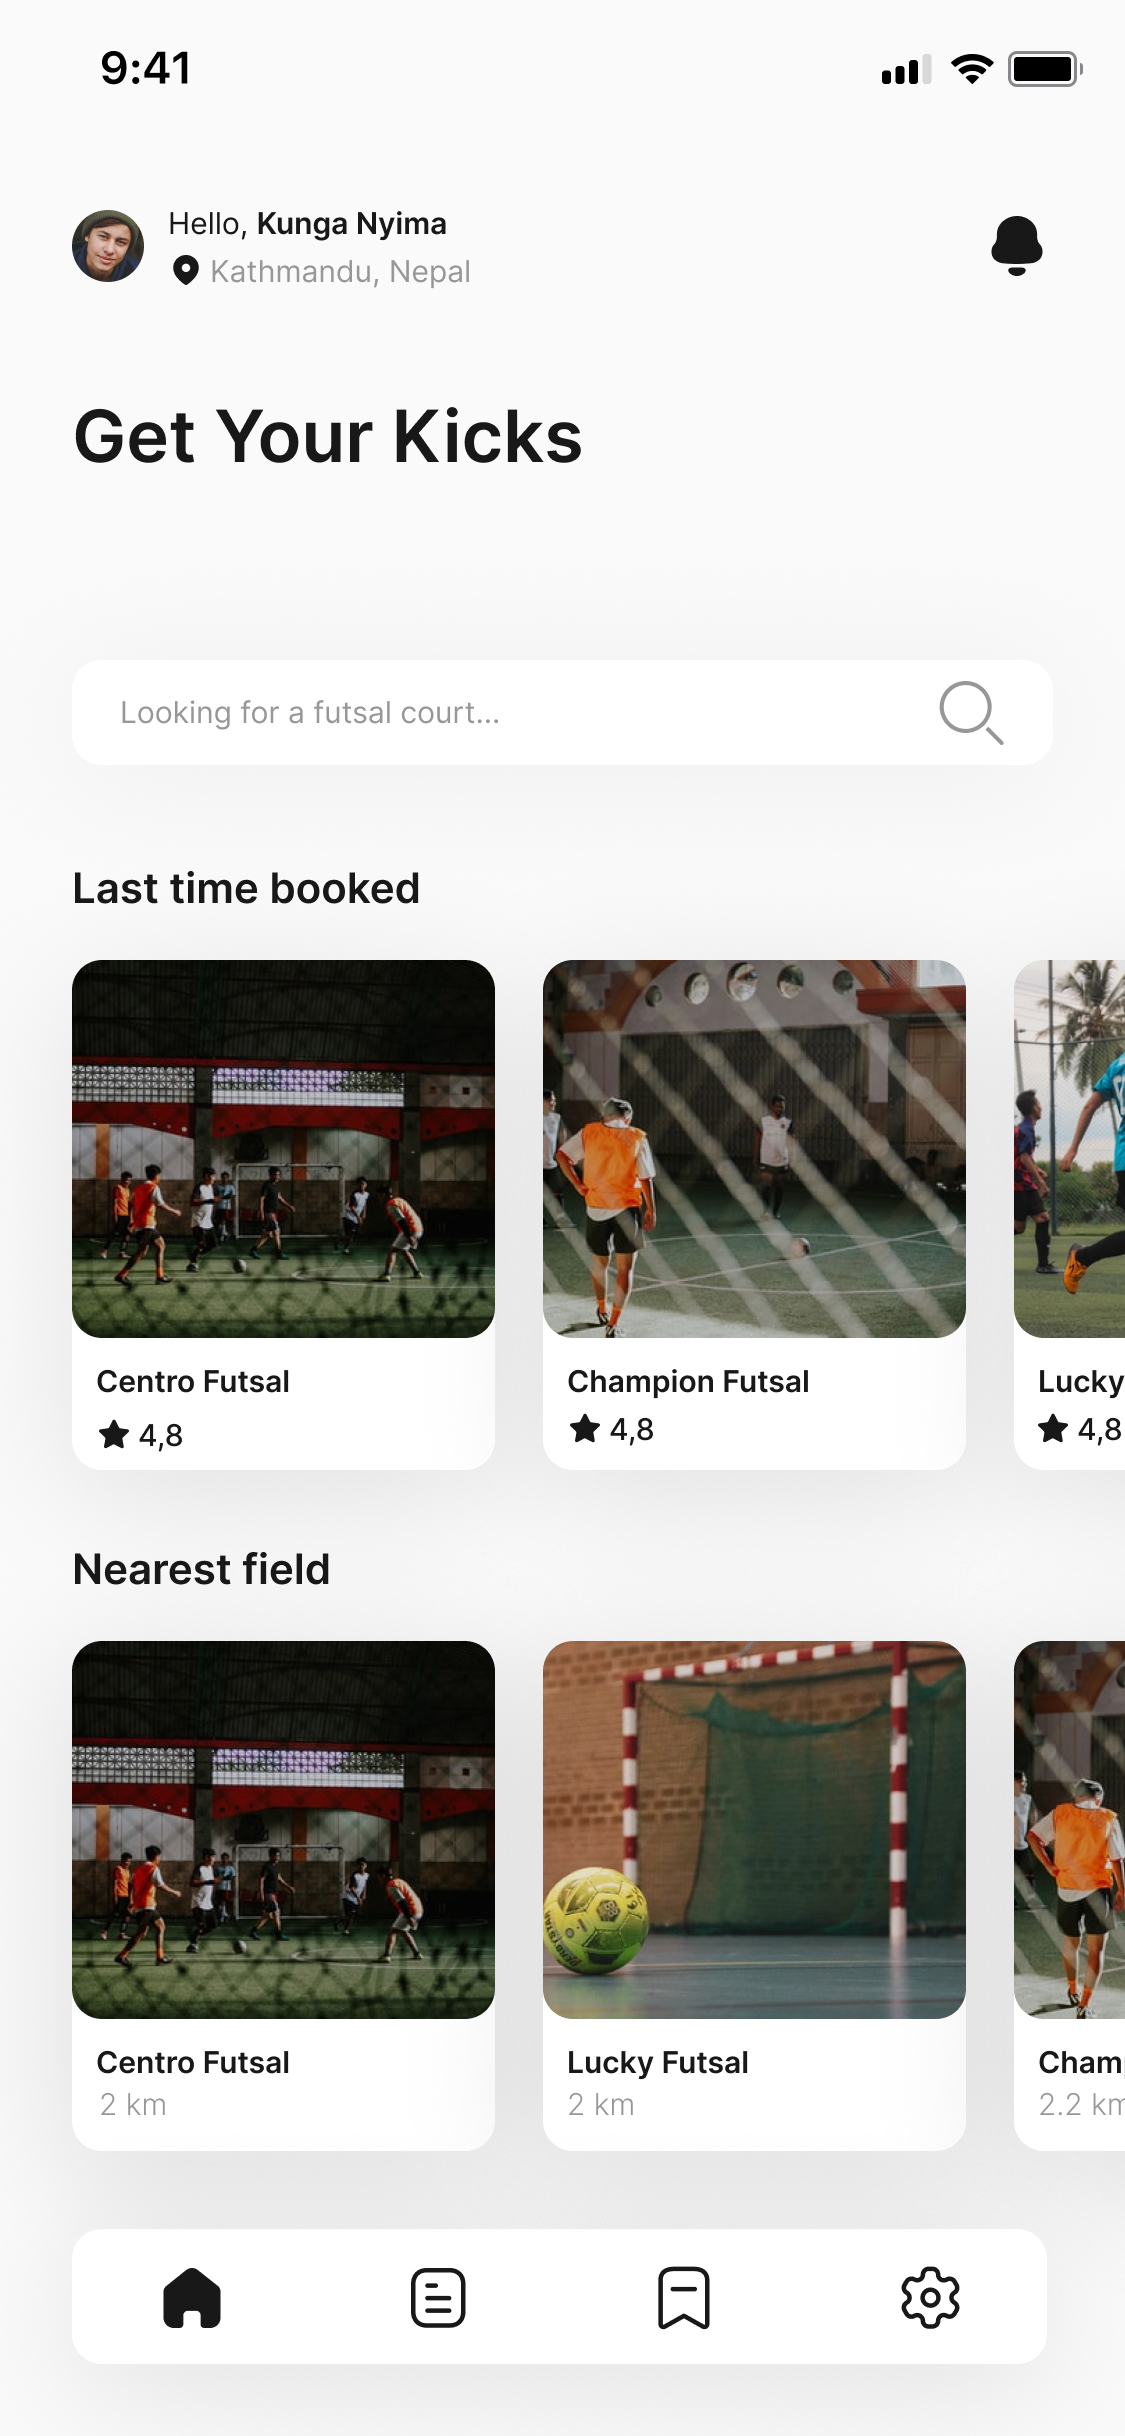 9:41
Hello, Kunga Nyima
Kathmandu, Nepal
Get Your Kicks
Looking for a futsal court...
Last time booked
Centro Futsal
4,8
Champion Futsal
4,8
Lucky
4,8
Nearest field
Centro Futsal
2 km
Lucky Futsal
2 km
Cham
2.2 km